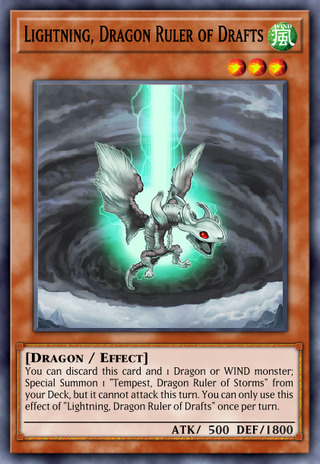 Lightning, Dragon Ruler of Drafts
WIND
風
[Dragon / Effect]
You can discard this card and 1 Dragon or WIND monster;
Special Summon 1 "Tempest, Dragon Ruler of Storms" from
your Deck, but it cannot attack this turn. You can only use this
effect of "Lightning, Dragon Ruler of Drafts" once per turn.
ATK/ 500 DEF/1800